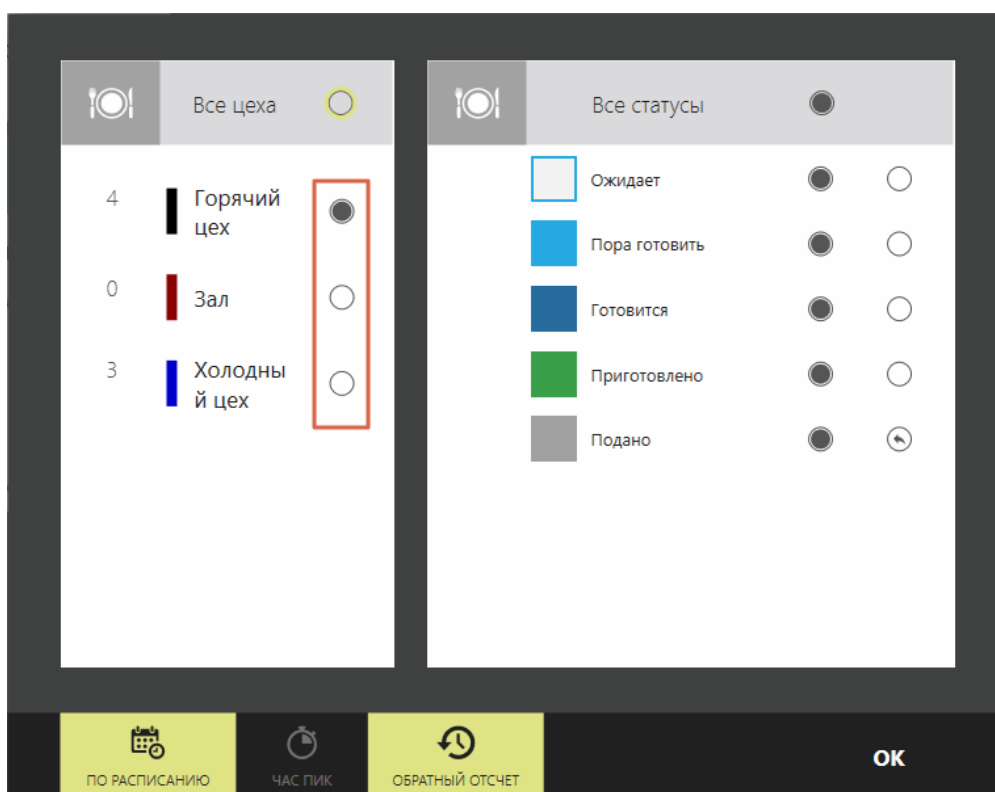 Все цеха
4
Горячий
цех
0
Зал
3
Холодны
й цех
Все статусы
Ожидает
Пора готовить
Готовится
Приготовлено
Подано
ПО РАСПИСАНИЮ
ЧАС ПИК
ОБРАТНЫЙ ОТСЧЕТ
ОК